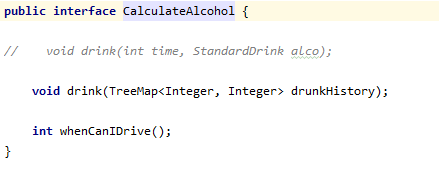 public interface CalculateAlcohol {
//    void drink(int time, StandardDrink alco);
    void drink(TreeMap<Integer, Integer> drunkHistory);
    int whenCanIDrive();
}